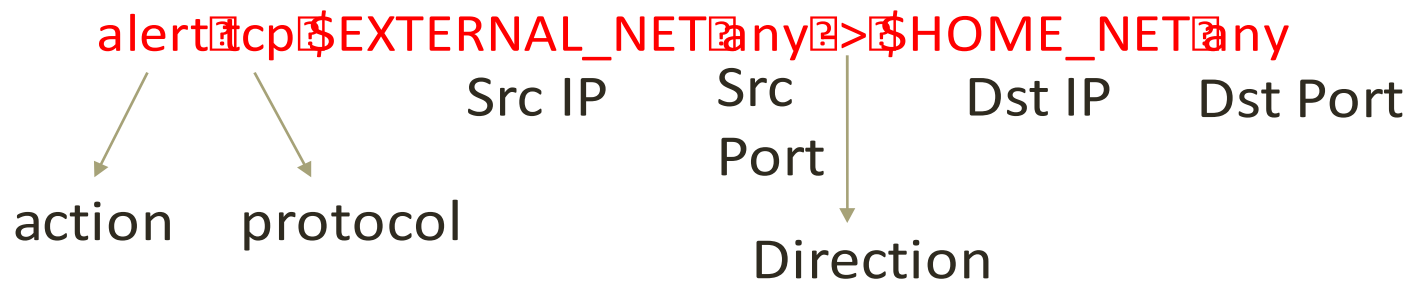 alert tcp $EXTERNAL_NET any -> $HOME_NET any
Src IP
Src
Port
Dst IP
Dst Port
action
protocol
Direction